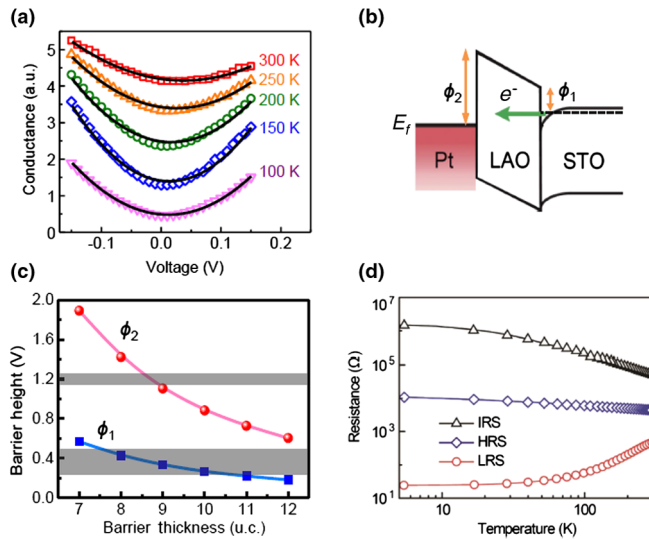 (a)
5
4
3
2
1
0
Conductance (a.u.)
300 K
250 K
200 K
150 K
100 K
-0.1
0.0
0.1
0.2
Voltage (V)
(b)
ϕ2
e-
ϕ1
Ef
Pt
LAO
STO
(c)
2.0
1.6
1.2
0.8
0.4
0.0
Barrier height (V)
ϕ2
ϕ1
7 8 9 10 11 12
Barrier thickness (u.c.)
(d)
10^7
10^5
10^3
10^1
Resistance (Ω)
IRS
HRS
LRS
10 100
Temperature (K)